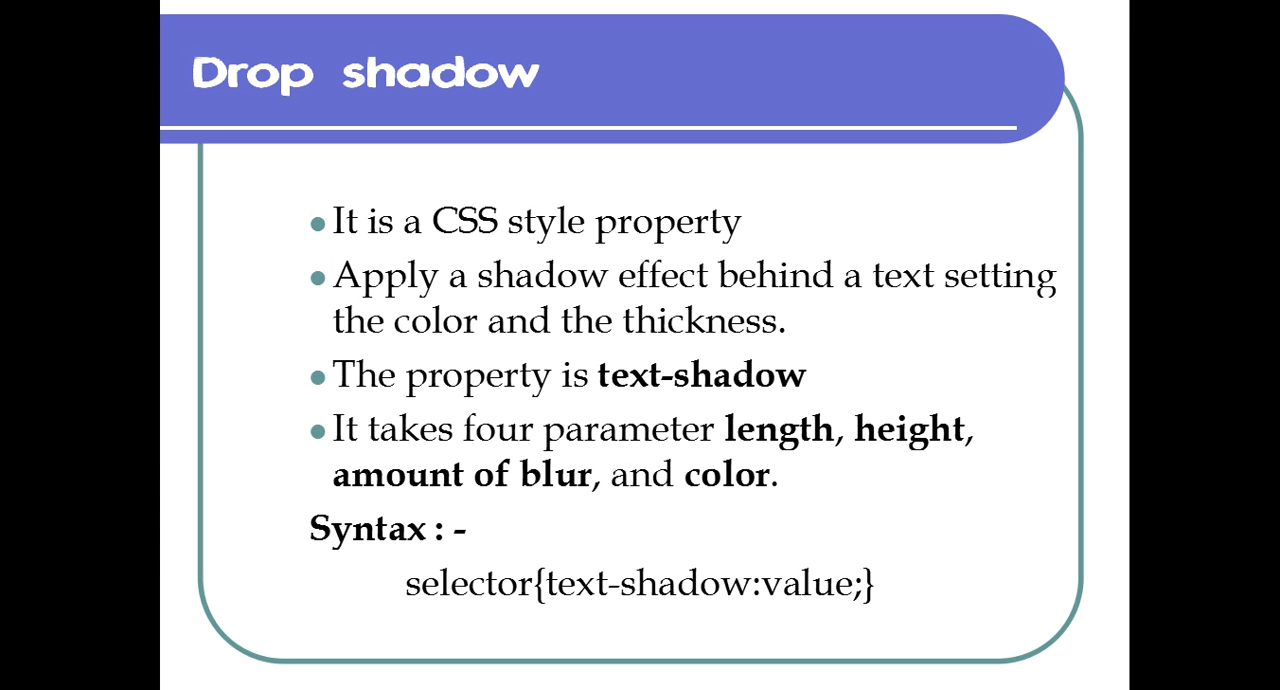 Drop shadow
It is a CSS style property
Apply a shadow effect behind a text setting
the color and the thickness.
The property is text-shadow
It takes four parameter length, height,
amount of blur, and color.
Syntax : -
selector{text-shadow:value;}